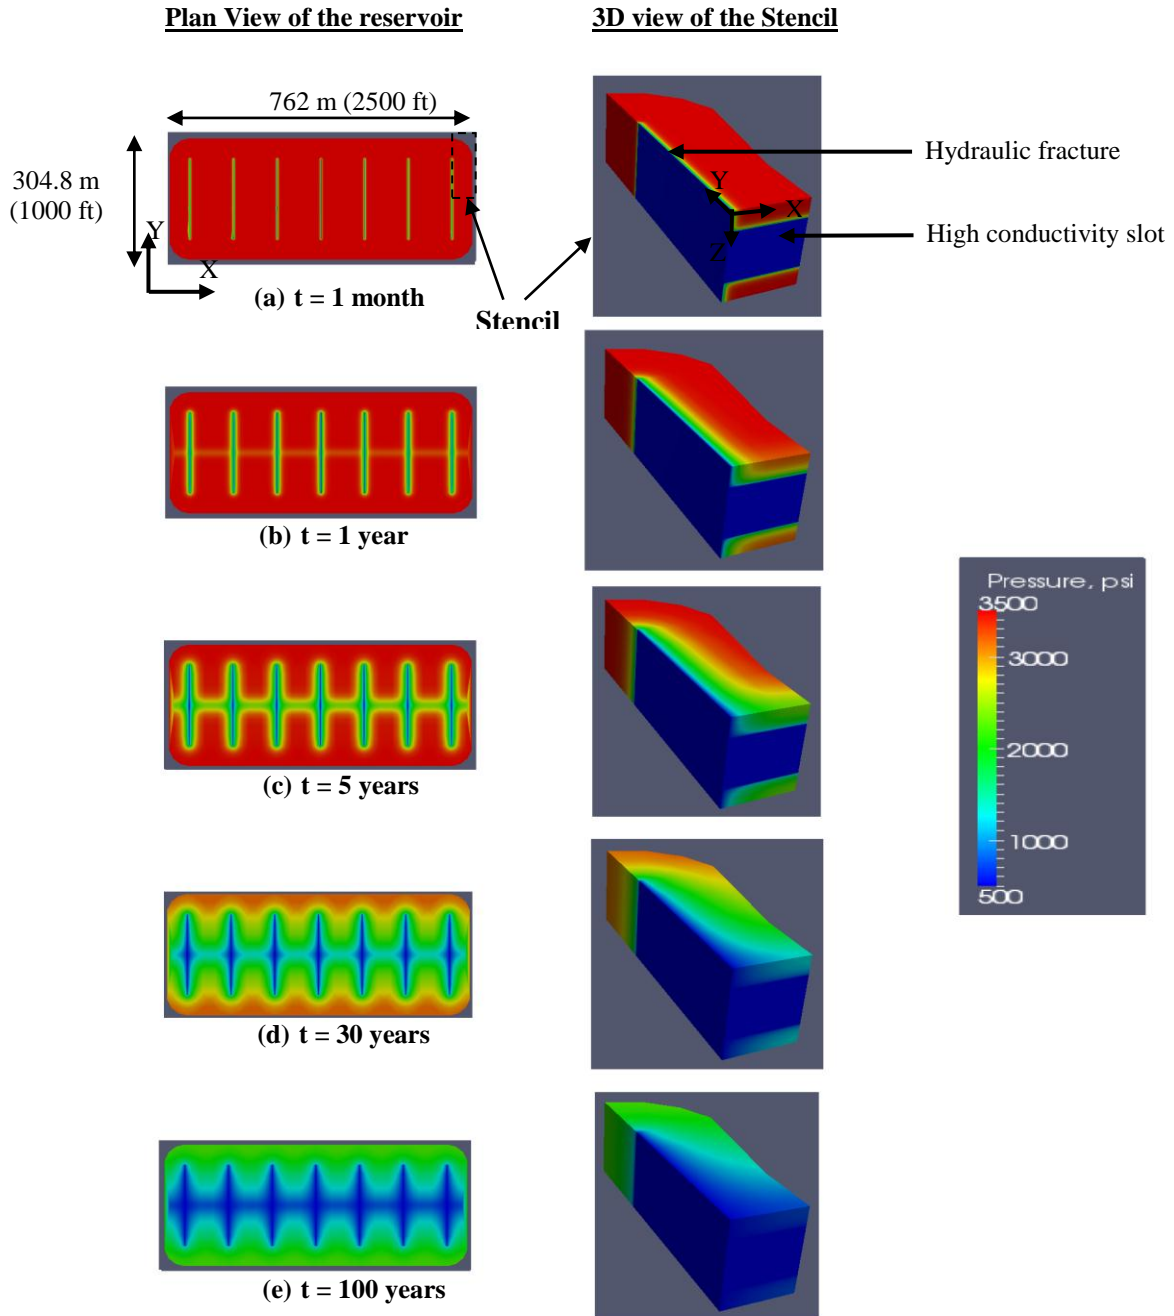 Plan View of the reservoir
3D view of the Stencil
762 m (2500 ft)
304.8 m
(1000 ft)
Y
X
(a) t = 1 month
Stencil
Hydraulic fracture
High conductivity slot
Y
X
Z
(b) t = 1 year
(c) t = 5 years
(d) t = 30 years
(e) t = 100 years
Pressure, psi
3500
3000
2000
1000
500